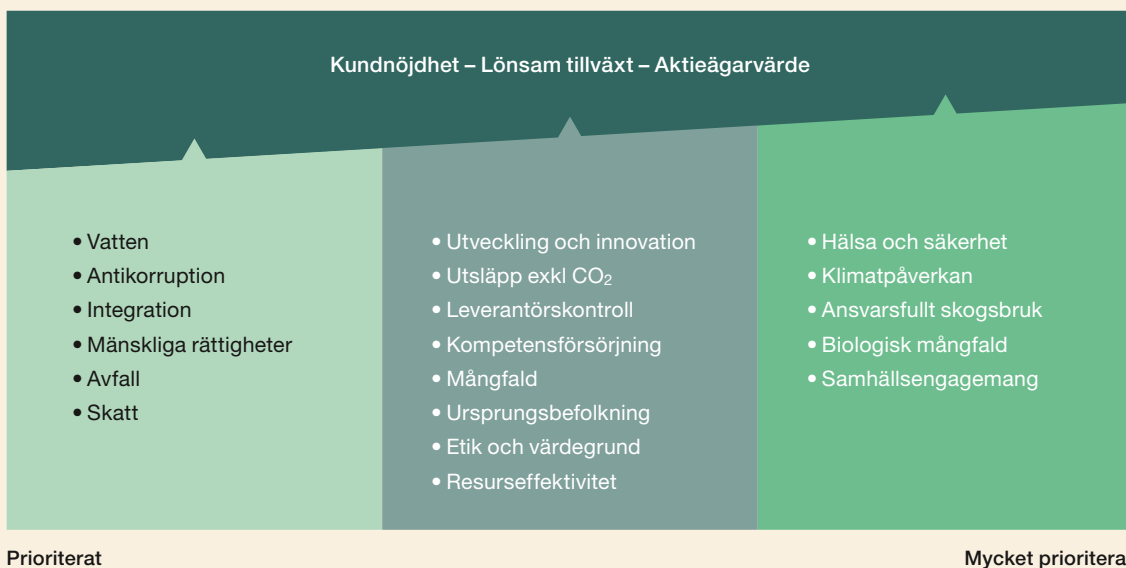 Kundnöjdhet – Lönsam tillväxt – Aktieägarvärde
• Vatten
• Antikorruption
• Integration
• Mänskliga rättigheter
• Avfall
• Skatt
• Utveckling och innovation
• Utsläpp exkl CO₂
• Leverantörskontroll
• Kompetensförsörjning
• Mångfald
• Ursprungsbefolkning
• Etik och värdegrund
• Resurseffektivitet
• Hälsa och säkerhet
• Klimatpåverkan
• Ansvarsfullt skogsbruk
• Biologisk mångfald
• Samhällsengagemang
Prioriterat
Mycket prioritera